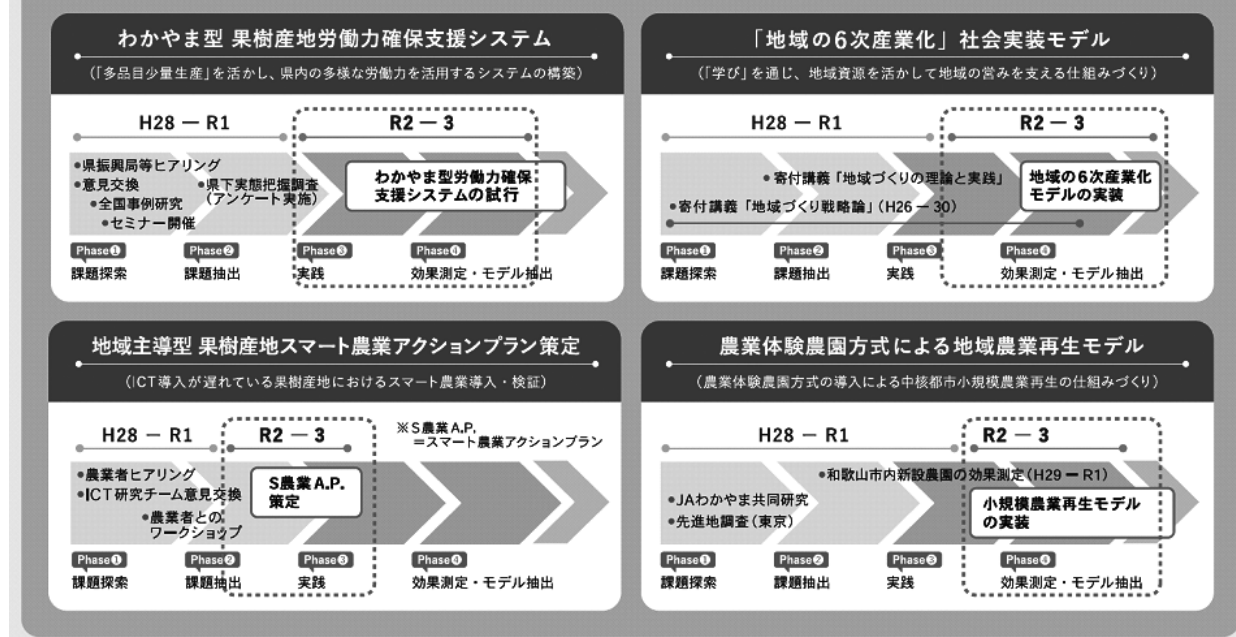 わかやま型 果樹産地労働力確保支援システム
(「多品目少量生産」を活かし、県内の多様な労働力を活用するシステムの構築)
H28 － R1
R2 － 3
●県振興局等ヒアリング
●意見交換
●全国事例研究
●セミナー開催
●県下実態把握調査
(アンケート実施)
わかやま型労働力確保
支援システムの試行
Phase❶
課題探索
Phase❷
課題抽出
Phase❸
実践
Phase❹
効果測定・モデル抽出
「地域の6次産業化」社会実装モデル
(「学び」を通じ、地域資源を活かして地域の営みを支える仕組みづくり)
H28 － R1
R2 － 3
●寄付講義「地域づくりの理論と実践」
●寄付講義「地域づくり戦略論」(H26－30)
地域の6次産業化
モデルの実装
Phase❶
課題探索
Phase❷
課題抽出
Phase❸
実践
Phase❹
効果測定・モデル抽出
地域主導型 果樹産地スマート農業アクションプラン策定
(ICT導入が遅れている果樹産地におけるスマート農業導入・検証)
H28 － R1
R2 － 3
※S農業A.P.
＝スマート農業アクションプラン
●農業者ヒアリング
●ICT研究チーム意見交換
●農業者との
ワークショップ
S農業A.P.
策定
Phase❶
課題探索
Phase❷
課題抽出
Phase❸
実践
Phase❹
効果測定・モデル抽出
農業体験農園方式による地域農業再生モデル
(農業体験農園方式の導入による中核都市小規模農業再生の仕組みづくり)
H28 － R1
R2 － 3
●和歌山市内新設農園の効果測定(H29－R1)
●JAわかやま共同研究
●先進地調査(東京)
小規模農業再生モデル
の実装
Phase❶
課題探索
Phase❷
課題抽出
Phase❸
実践
Phase❹
効果測定・モデル抽出